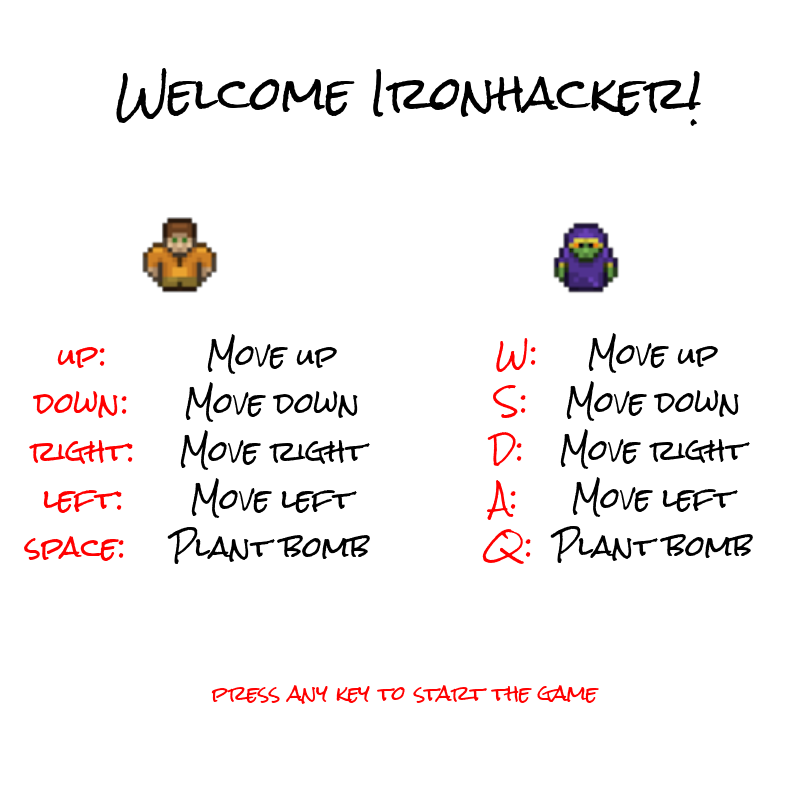 Welcome Ironhacker!
up: Move up
down: Move down
right: Move right
left: Move left
space: Plant bomb
W: Move up
S: Move down
D: Move right
A: Move left
Q: Plant bomb
press any key to start the game